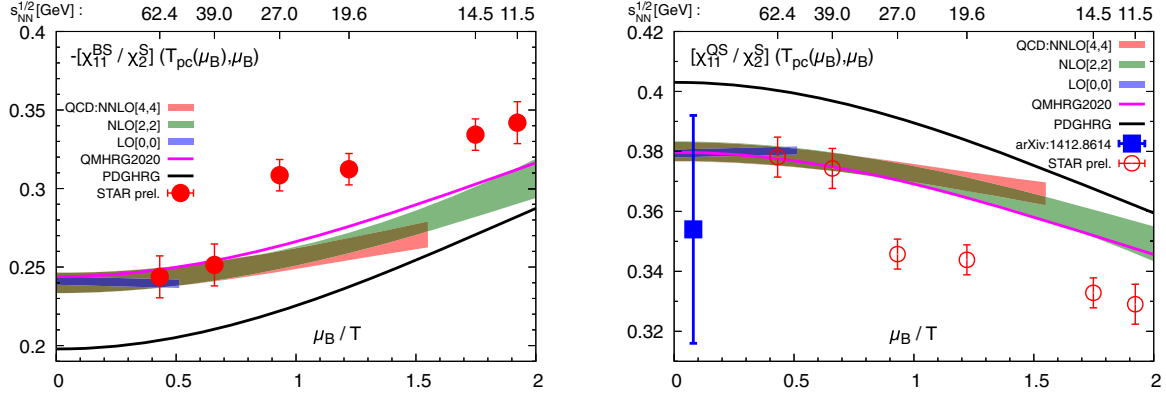 s_NN^1/2 [GeV] : 62.4 39.0 27.0 19.6 14.5 11.5
0.4
-[χ_11^BS / χ_2^S] (T_pc(μ_B),μ_B)
QCD:NNLO[4,4]
0.35
NLO[2,2]
LO[0,0]
QMHRG2020
PDGHRG
0.3
STAR prel.
0.25
μ_B / T
0.2
0 0.5 1 1.5 2
s_NN^1/2 [GeV] : 62.4 39.0 27.0 19.6 14.5 11.5
[χ_11^QS / χ_2^S] (T_pc(μ_B),μ_B)
QCD:NNLO[4,4]
0.42
NLO[2,2]
LO[0,0]
QMHRG2020
0.4
PDGHRG
arXiv:1412.8614
STAR prel.
0.38
0.36
0.34
0.32
μ_B / T
0 0.5 1 1.5 2